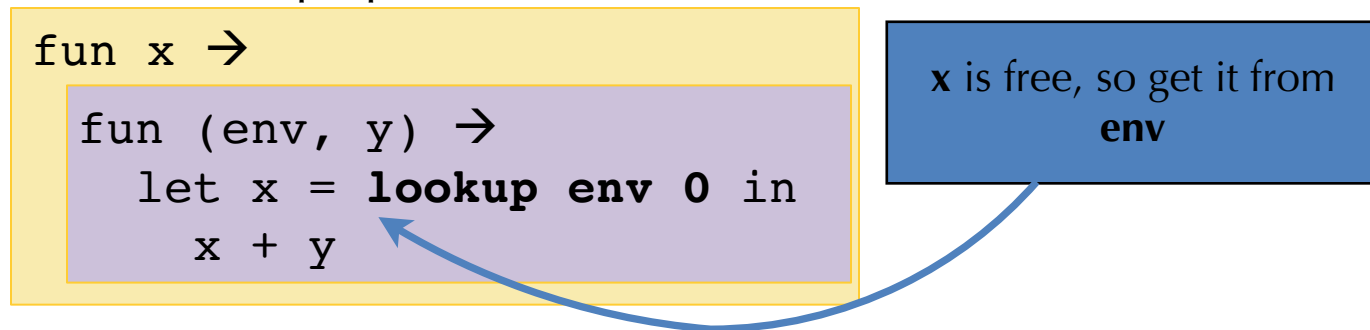 fun x →
fun (env, y) →
let x = lookup env 0 in
x + y
x is free, so get it from
env